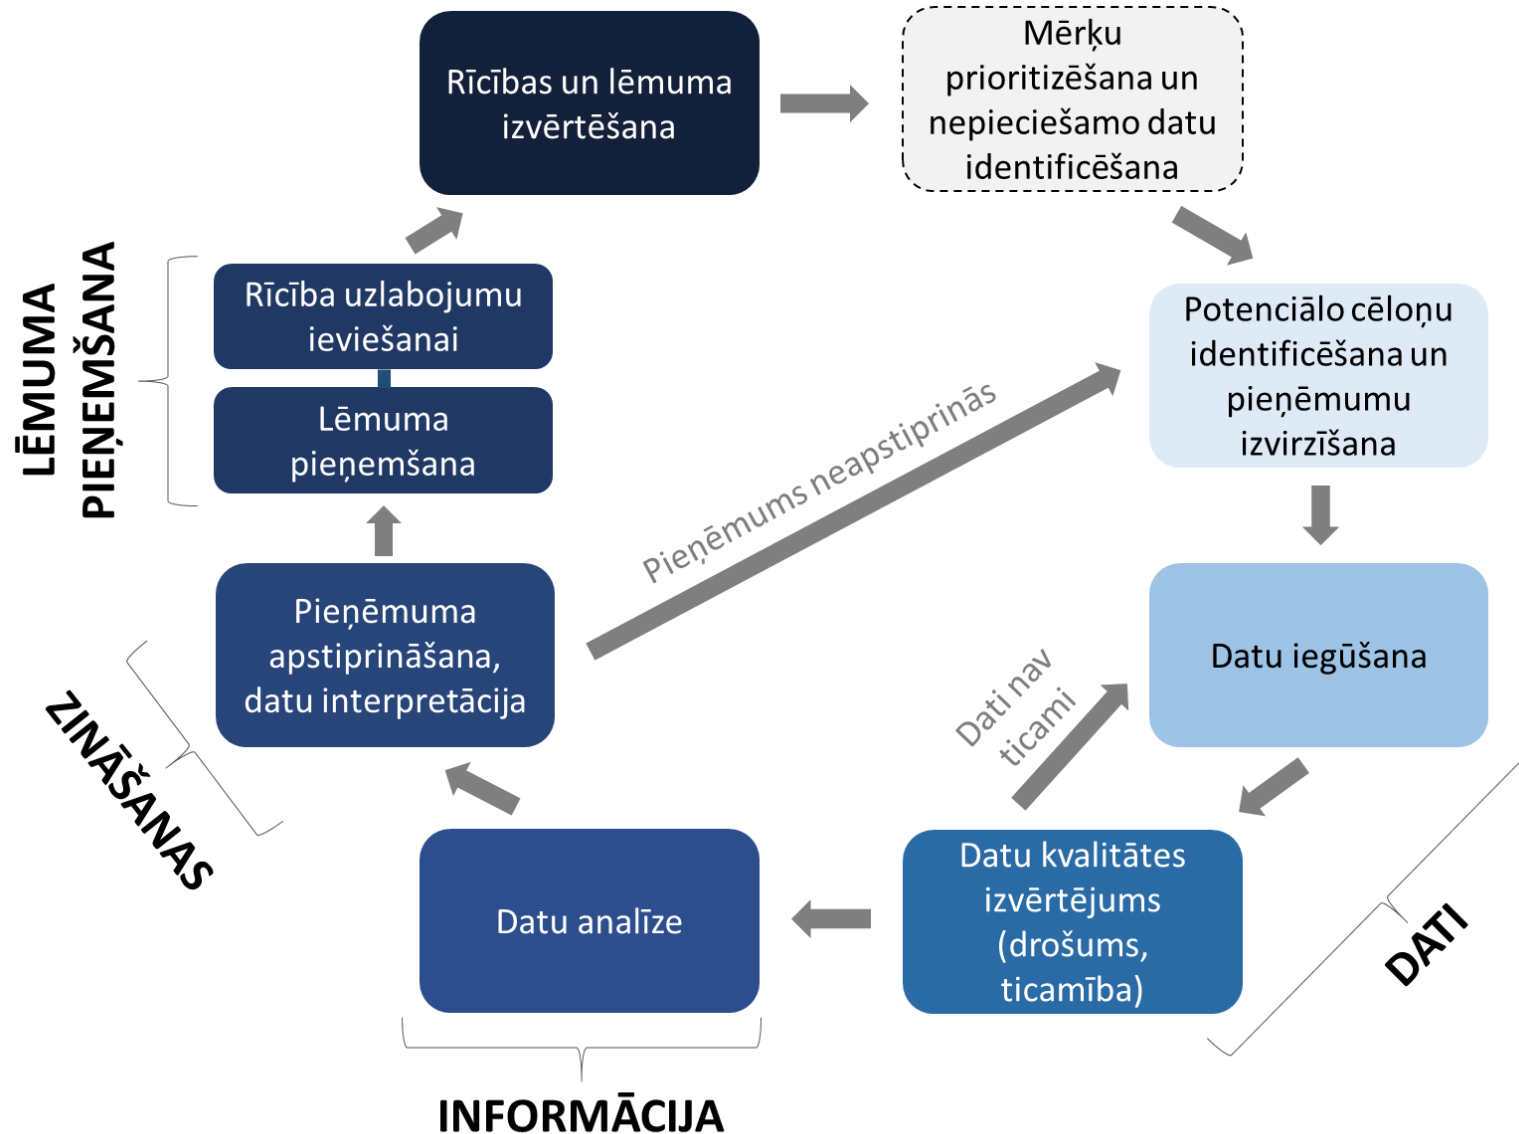 Rīcības un lēmuma
izvērtēšana
Mērķu
prioritizēšana un
nepieciešamo datu
identificēšana
Potenciālo cēloņu
identificēšana un
pieņēmumu
izvirzīšana
Datu iegūšana
Datu kvalitātes
izvērtējums
(drošums,
ticamība)
Dati nav
ticami
DATI
Datu analīze
INFORMĀCIJA
Pieņēmuma
apstiprināšana,
datu interpretācija
ZINĀŠANAS
Pieņēmums neapstiprinās
Lēmuma
pieņemšana
Rīcība uzlabojumu
ieviešanai
LĒMUMA
PIEŅEMŠANA